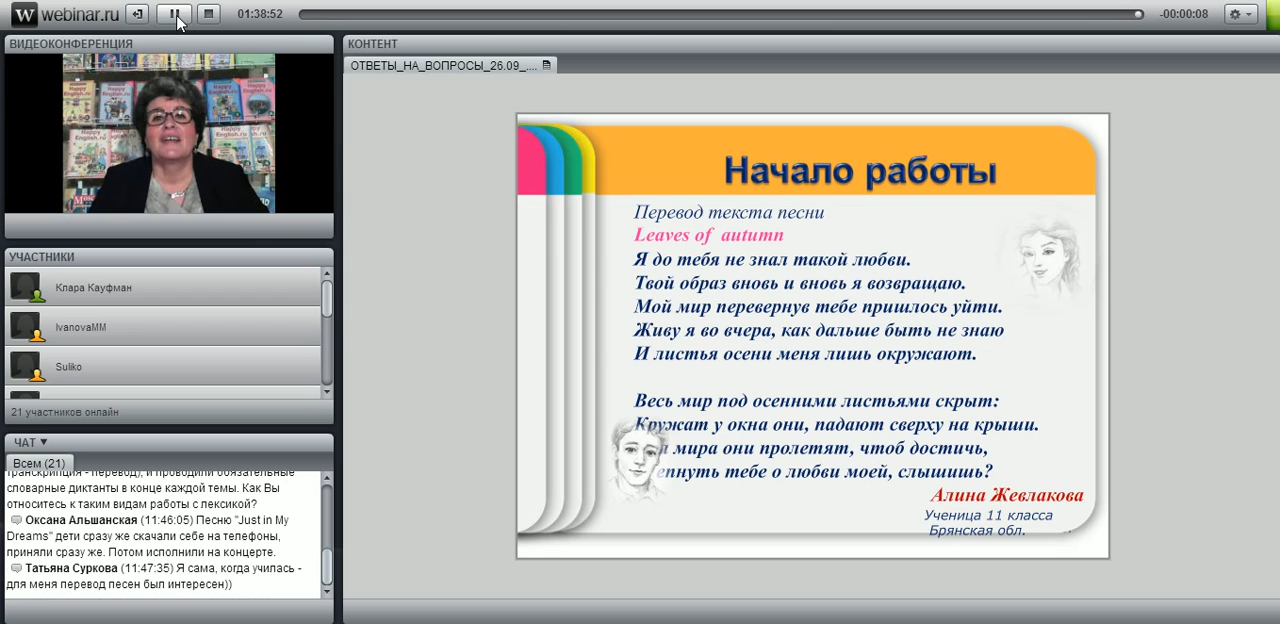 webinar.ru
01:38:52
-00:00:08
ВИДЕОКОНФЕРЕНЦИЯ
Happy English.ru
УЧАСТНИКИ
Клара Кауфман
IvanovaMM
Suliko
21 участников онлайн
ЧАТ
Всем (21)
транскрипция - перевод), и проводили обязательные
словарные диктанты в конце каждой темы. Как Вы
относитесь к таким видам работы с лексикой?
Оксана Альшанская (11:46:05) Песню "Just in My
Dreams" дети сразу же скачали себе на телефоны,
приняли сразу же. Потом исполнили на концерте.
Татьяна Суркова (11:47:35) Я сама, когда училась -
для меня перевод песен был интересен))
КОНТЕНТ
ОТВЕТЫ_НА_ВОПРОСЫ_26.09_....
Начало работы
Перевод текста песни
Leaves of autumn
Я до тебя не знал такой любви.
Твой образ вновь и вновь я возвращаю.
Мой мир перевернув тебе пришлось уйти.
Живу я во вчера, как дальше быть не знаю
И листья осени меня лишь окружают.
Весь мир под осенними листьями скрыт:
Кружат у окна они, падают сверху на крыши.
мира они пролетят, чтоб достичь,
епнуть тебе о любви моей, слышишь?
Алина Жевлакова
Ученица 11 класса
Брянская обл.